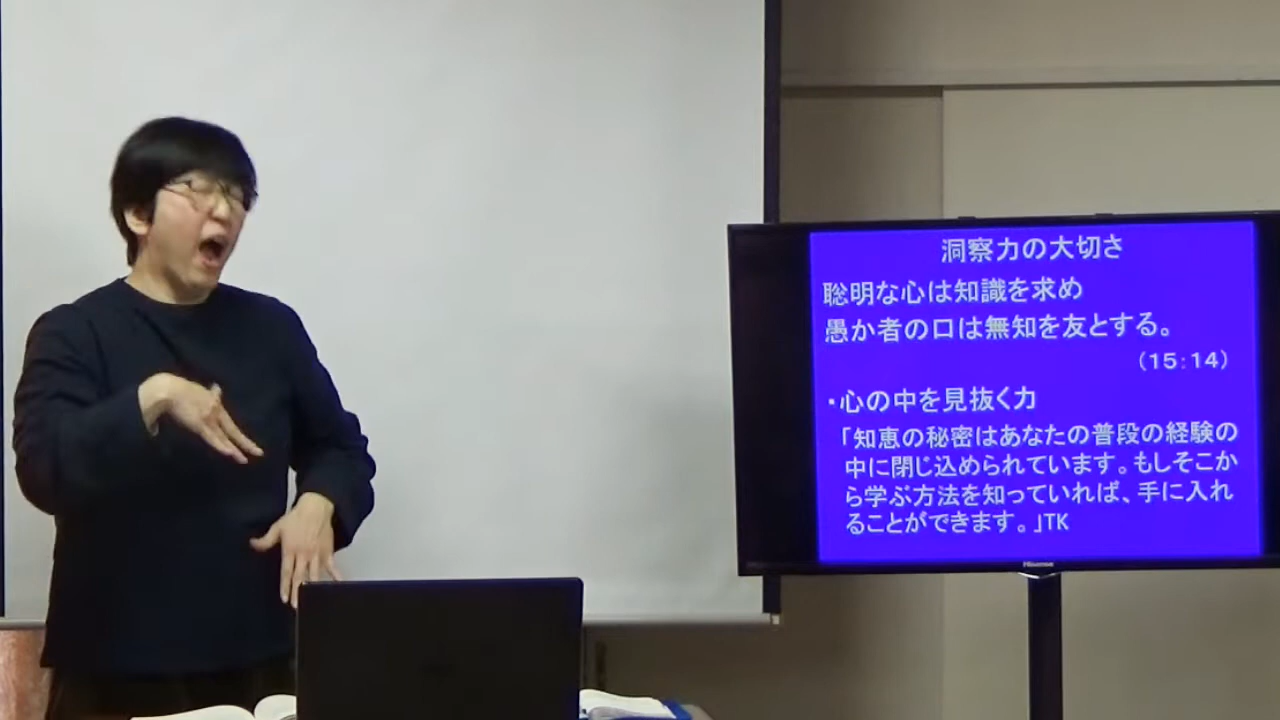 洞察力の大切さ
聡明な心は知識を求め
愚か者の口は無知を友とする。
（15：14）
・心の中を見抜く力
「知恵の秘密はあなたの普段の経験の
中に閉じ込められています。もしそこか
ら学ぶ方法を知っていれば、手に入れ
ることができます。」TK
Hisense